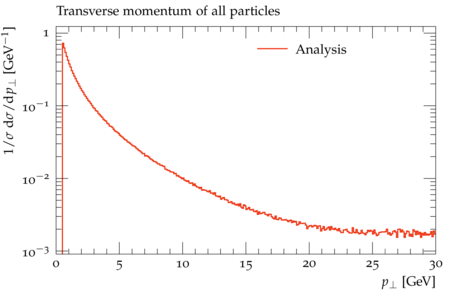 Transverse momentum of all particles
1/σ dσ/dp⊥ [GeV⁻¹]
Analysis
1
10⁻¹
10⁻²
10⁻³
0 5 10 15 20 25 30
p⊥ [GeV]